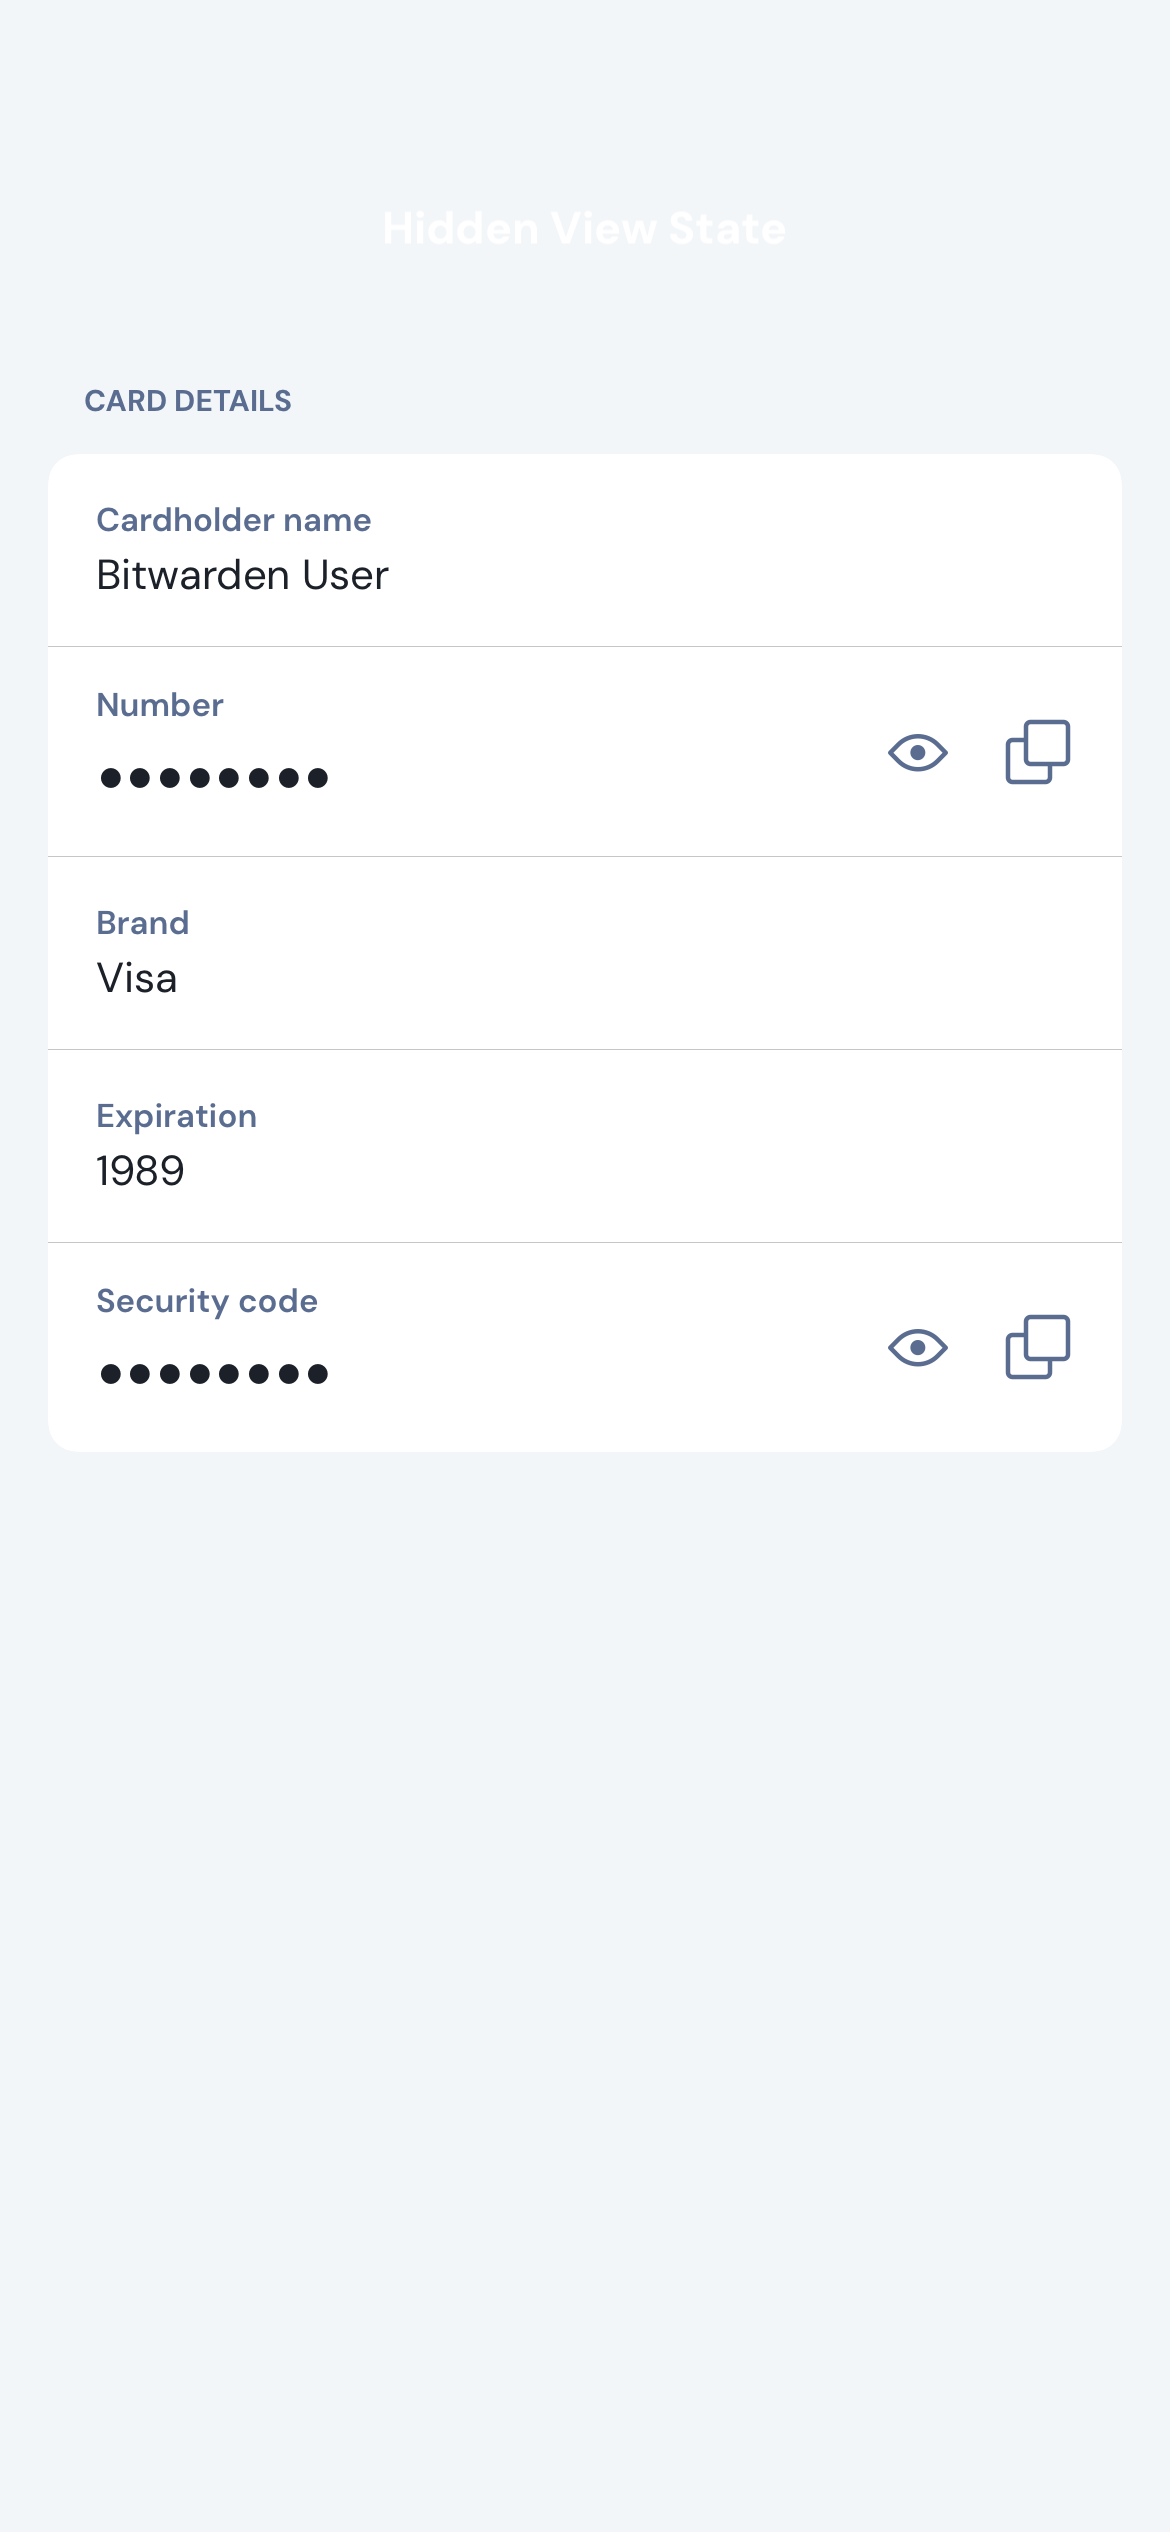 Hidden View State
CARD DETAILS
Cardholder name
Bitwarden User
Number
●●●●●●●●
Brand
Visa
Expiration
1989
Security code
●●●●●●●●